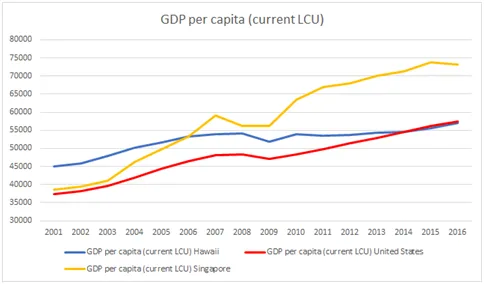 GDP per capita (current LCU)
80000
75000
70000
65000
60000
55000
50000
45000
40000
35000
30000
2001 2002 2003 2004 2005 2006 2007 2008 2009 2010 2011 2012 2013 2014 2015 2016
GDP per capita (current LCU) Hawaii GDP per capita (current LCU) United States
GDP per capita (current LCU) Singapore